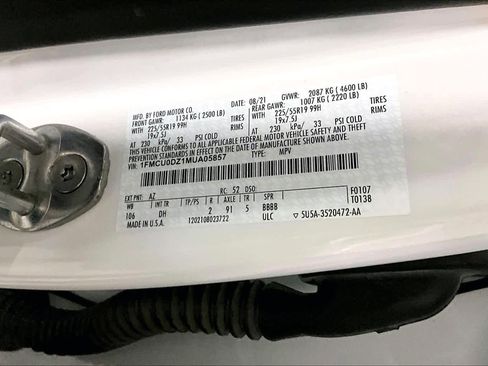 MFD. BY FORD MOTOR CO. DATE: 08/21 GVWR: 2087 KG ( 4600 LB)
FRONT GAWR: 1134 KG ( 2500 LB) REAR GAWR: 1007 KG ( 2220 LB)
WITH 225/55R19 99H TIRES WITH 225/55R19 99H TIRES
19x7.5J RIMS 19x7.5J RIMS
AT 230 kPa/ 33 PSI COLD AT 230 kPa/ 33 PSI COLD
THIS VEHICLE CONFORMS TO ALL APPLICABLE FEDERAL MOTOR VEHICLE SAFETY AND THEFT PREVENTION STANDARDS IN EFFECT ON THE DATE OF MANUFACTURE SHOWN ABOVE.
VIN: 1FMCU0DZ1MUA05857 TYPE: MPV
F0107
T0138
EXT PNT: AZ RC: 52 DSO:
WB INT TR TP/PS R AXLE TR SPR
106 DH 2 91 5 BBBB
MADE IN U.S.A. 120210B023722 ULC 5U5A-3520472-AA